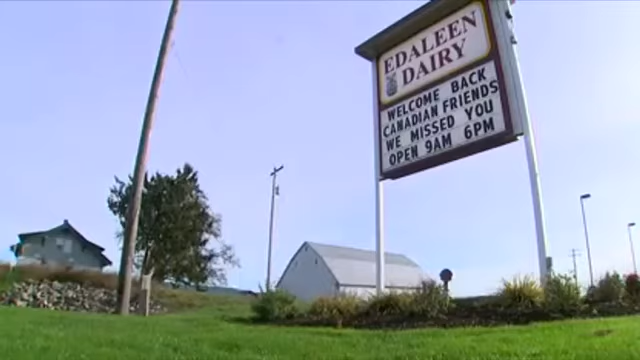 EDALEEN
DAIRY
WELCOME BACK
CANADIAN FRIENDS
WE MISSED YOU
OPEN 9AM 6PM